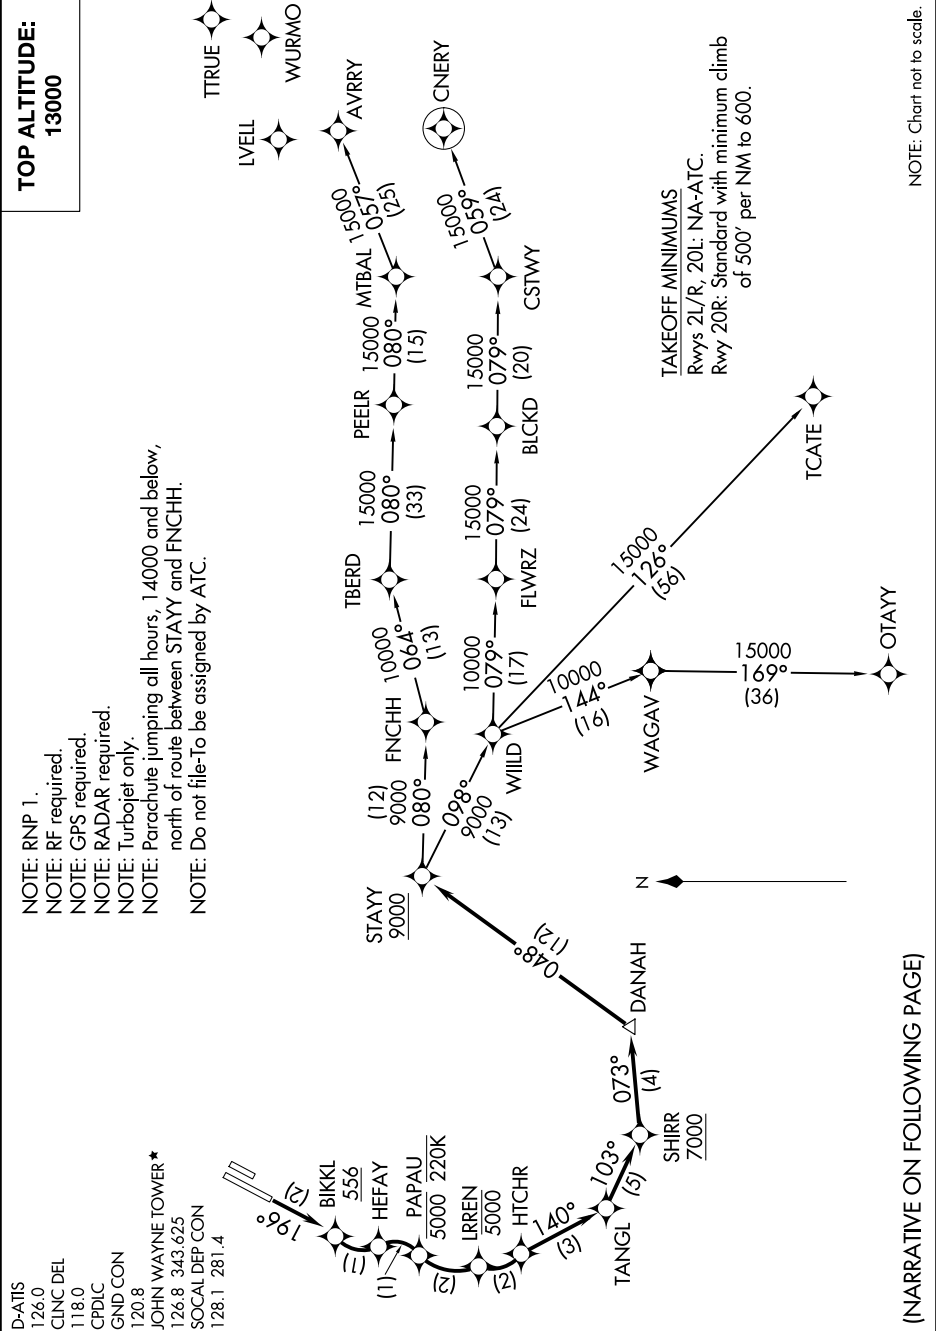 TOP ALTITUDE:
13000
D-ATIS
126.0
CLNC DEL
118.0
CPDLC
GND CON
120.8
JOHN WAYNE TOWER★
126.8 343.625
SOCAL DEP CON
128.1 281.4
NOTE: RNP 1.
NOTE: RF required.
NOTE: GPS required.
NOTE: RADAR required.
NOTE: Turbojet only.
NOTE: Parachute jumping all hours, 14000 and below,
north of route between STAYY and FNCHH.
NOTE: Do not file-To be assigned by ATC.
TTRUE
WURMO
LVELL
AVRRY
CNERY
15000
057°
(25)
MTBAL
15000
080°
(15)
PEELR
15000
080°
(33)
TBERD
10000
064°
(13)
FNCHH
(12)
9000
080°
STAYY
9000
15000
059°
(24)
CSTWY
15000
079°
(20)
BLCKD
15000
079°
(24)
FLWRZ
10000
079°
(17)
WIILD
098°
9000
(13)
10000
144°
(16)
WAGAV
15000
169°
(36)
OTAYY
15000
126°
(56)
TCATE
TAKEOFF MINIMUMS
Rwys 2L/R, 20L: NA-ATC.
Rwy 20R: Standard with minimum climb
of 500' per NM to 600.
N
048°
(12)
DANAH
073°
(4)
SHIRR
7000
103°
(5)
TANGL
140°
(3)
HTCHR
(2)
LRREN
5000
(2)
PAPAU
5000 220K
(1)
HEFAY
(1)
BIKKL
556
196°
(2)
(NARRATIVE ON FOLLOWING PAGE)
NOTE: Chart not to scale.